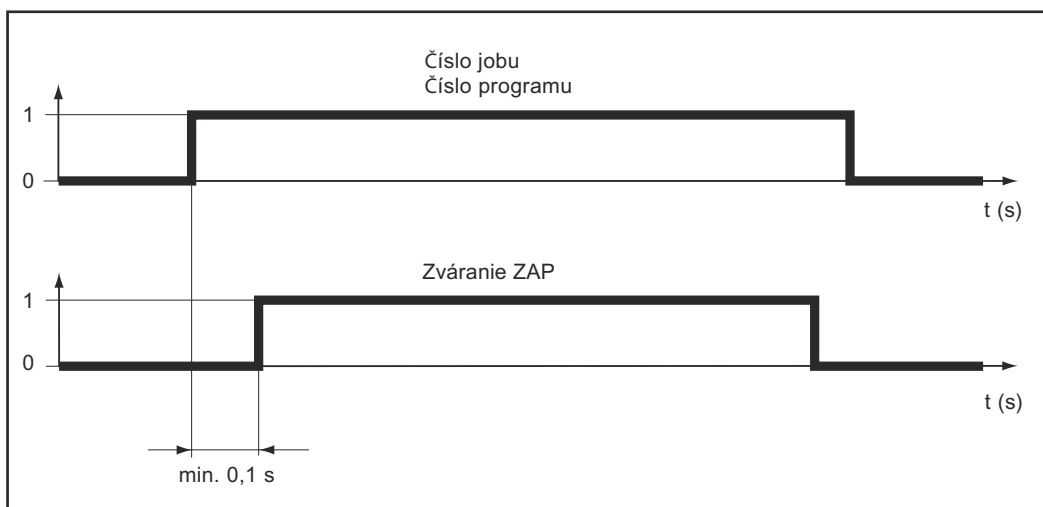 Číslo jobu
Číslo programu
1
0
t (s)
Zváranie ZAP
1
0
t (s)
min. 0,1 s